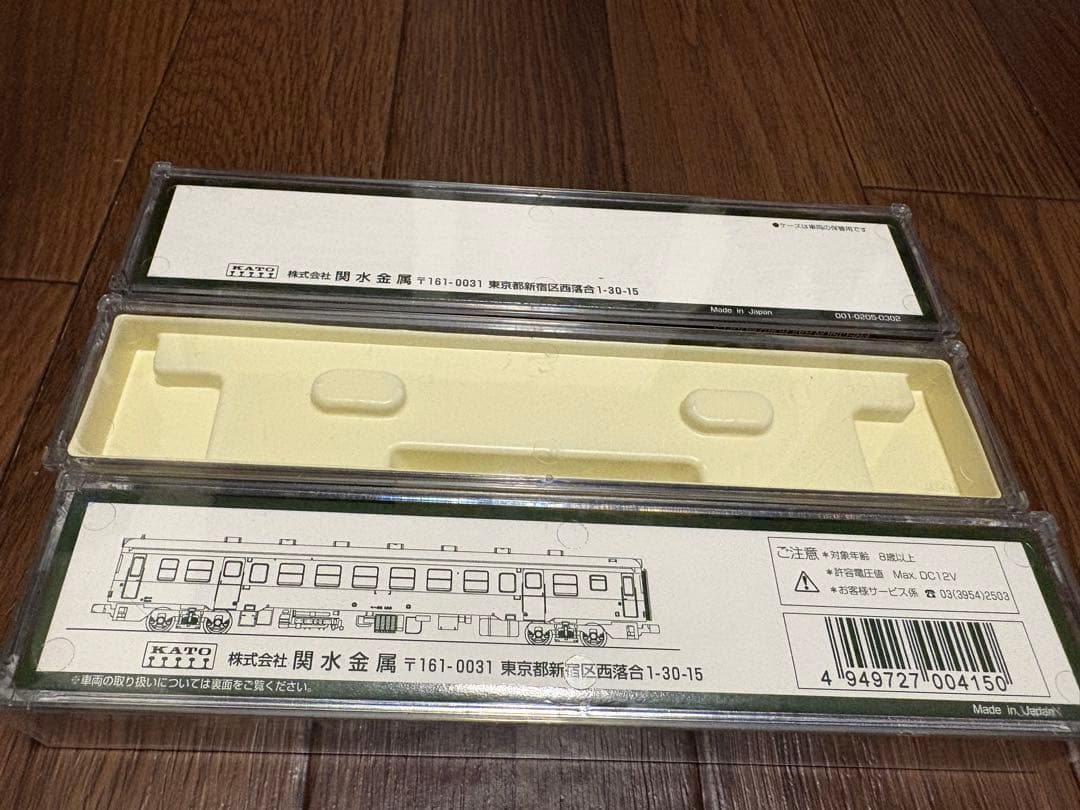 ●ケースは車両の保管用です
KATO 株式会社 関水金属 〒161-0031 東京都新宿区西落合1-30-15
Made in Japan 001-0205-0302
ご注意 *対象年齢 8歳以上
*許容電圧値 Max. DC12V
*お客様サービス係 ☎ 03(3954)2503
KATO 株式会社 関水金属 〒161-0031 東京都新宿区西落合1-30-15
※車両の取り扱いについては裏面をご覧ください。
4 949727 004150
Made in Japan